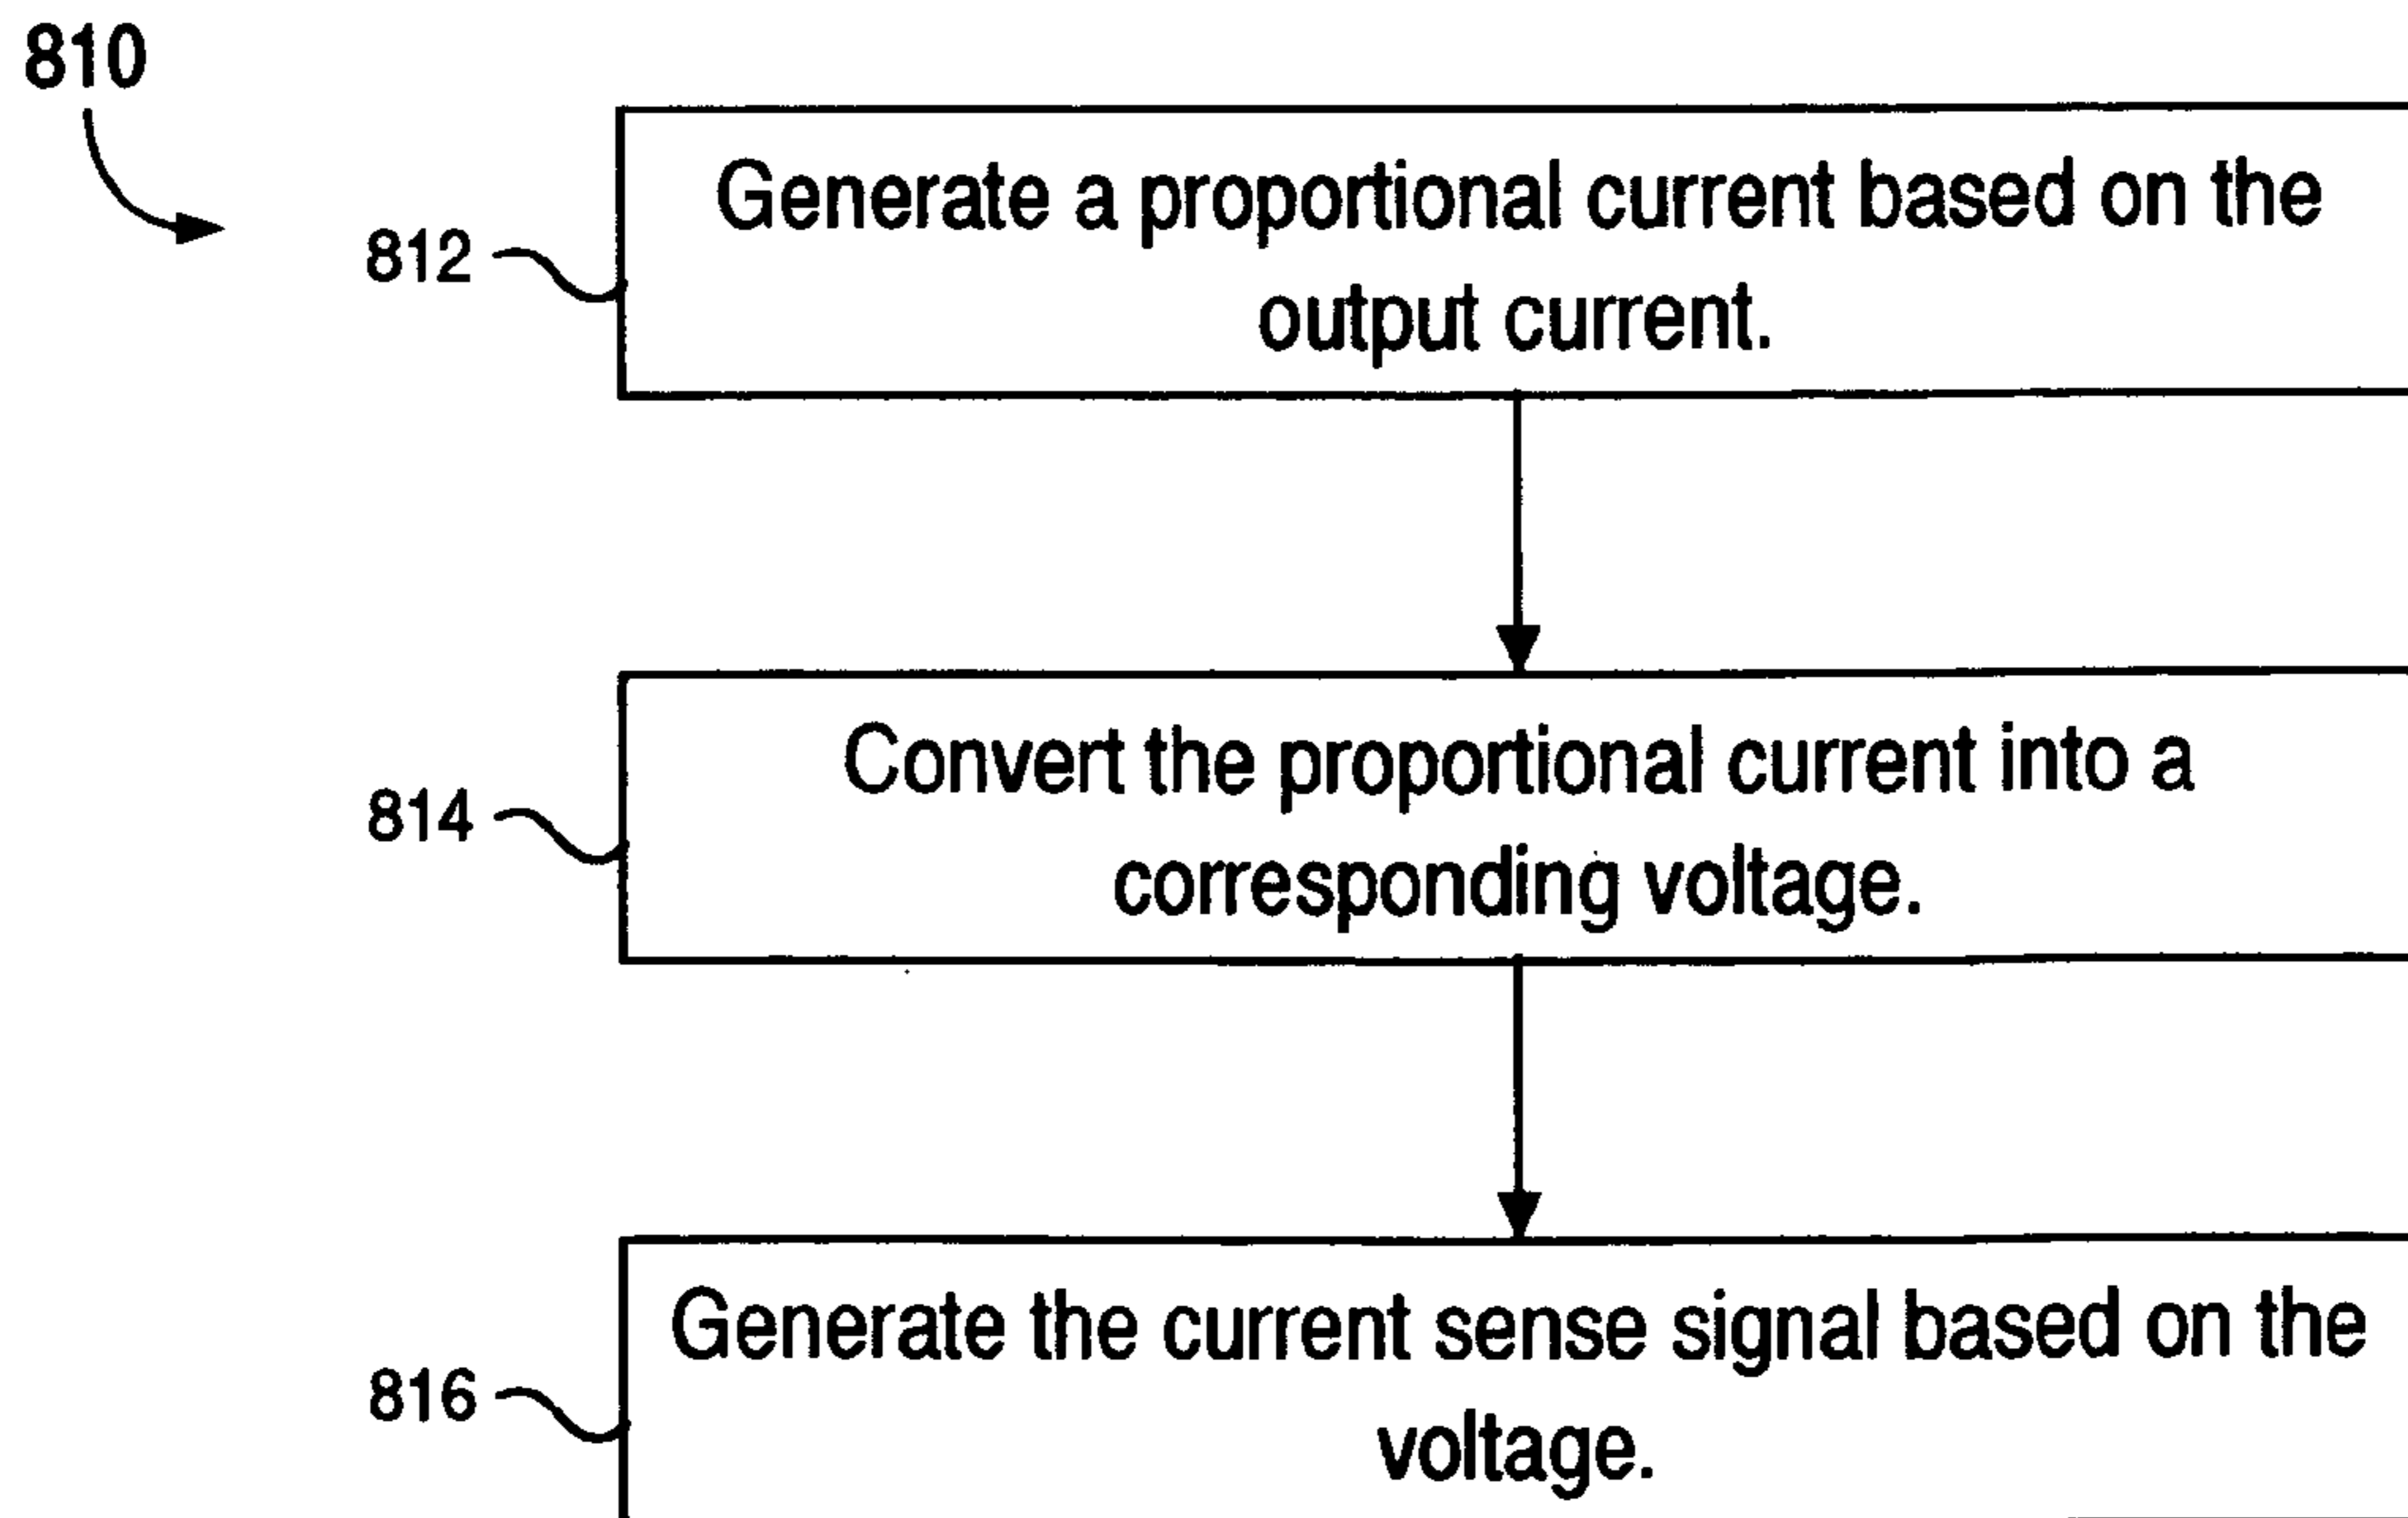 810
812
Generate a proportional current based on the
output current.
814
Convert the proportional current into a
corresponding voltage.
816
Generate the current sense signal based on the
voltage.